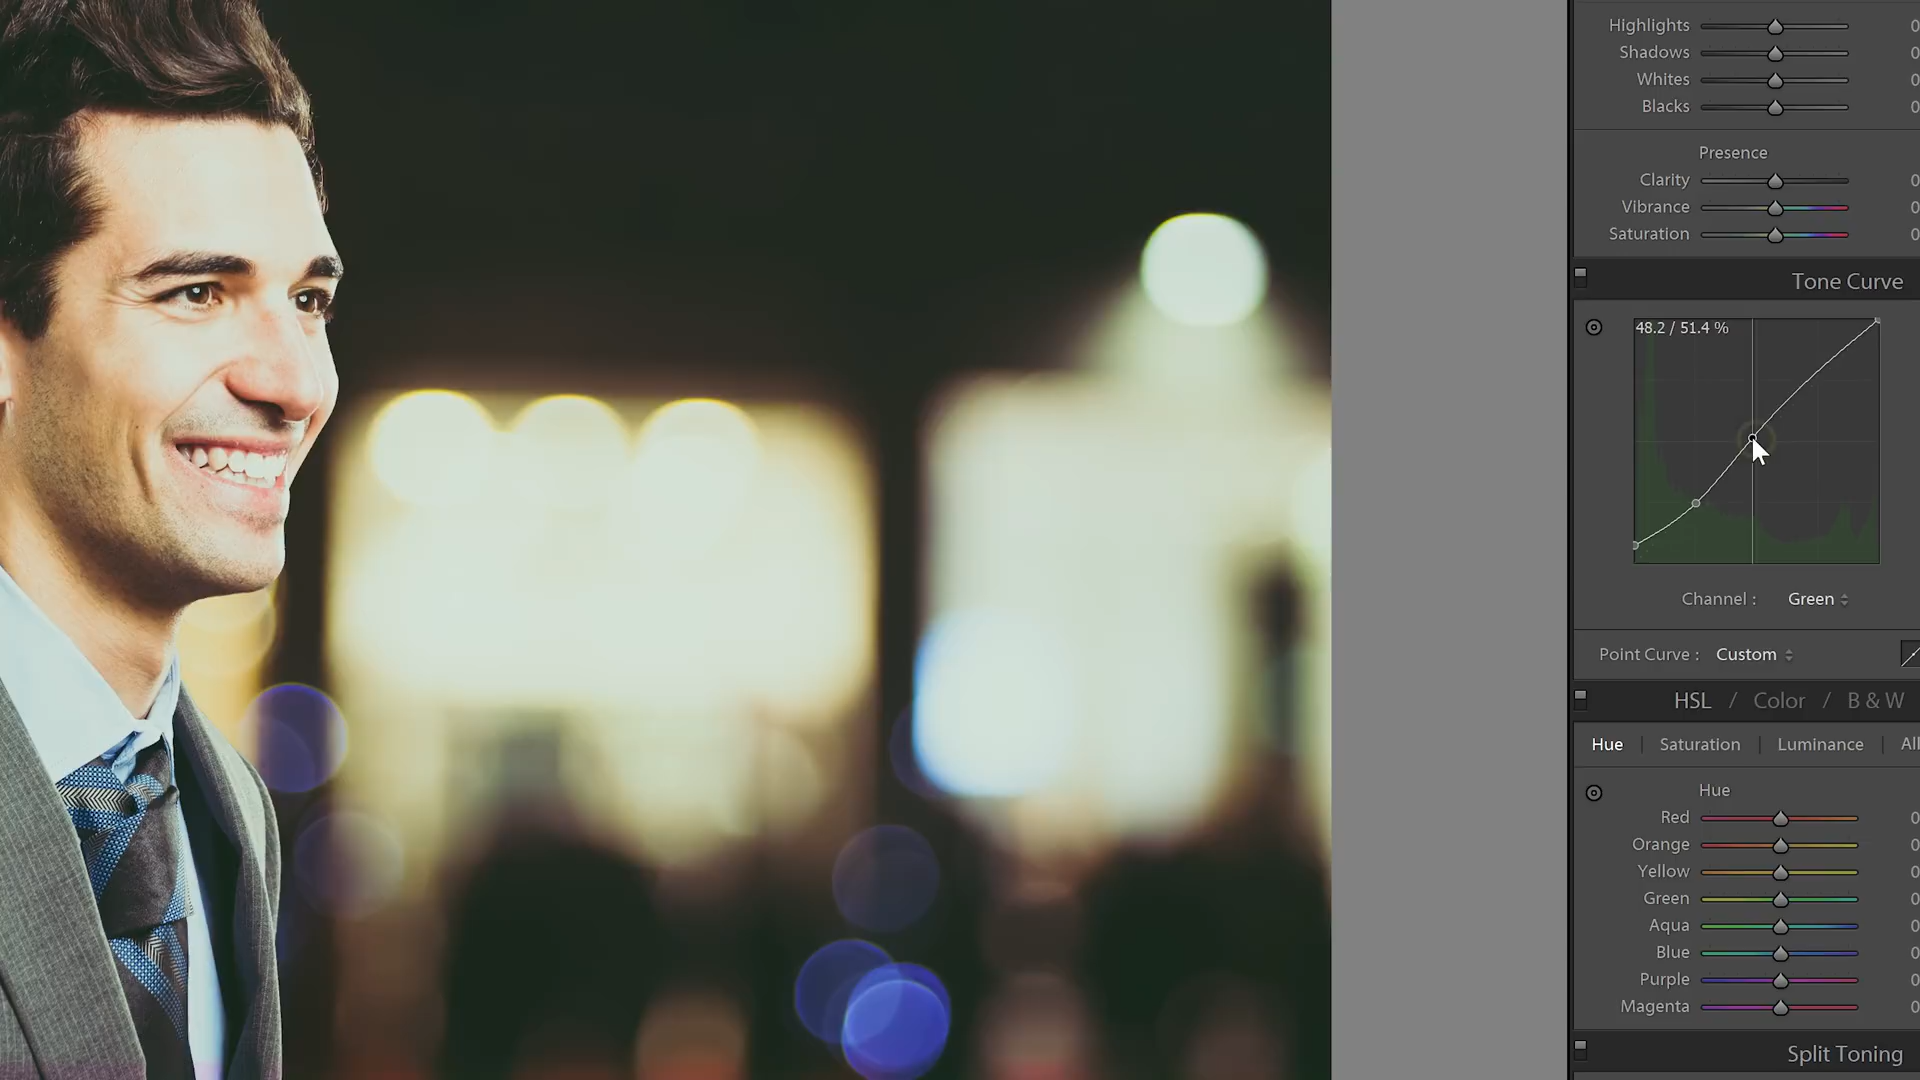 Highlights 0
Shadows 0
Whites 0
Blacks 0
Presence
Clarity 0
Vibrance 0
Saturation 0
Tone Curve
48.2 / 51.4 %
Channel : Green
Point Curve : Custom
HSL / Color / B & W
Hue | Saturation | Luminance | All
Hue
Red 0
Orange 0
Yellow 0
Green 0
Aqua 0
Blue 0
Purple 0
Magenta 0
Split Toning